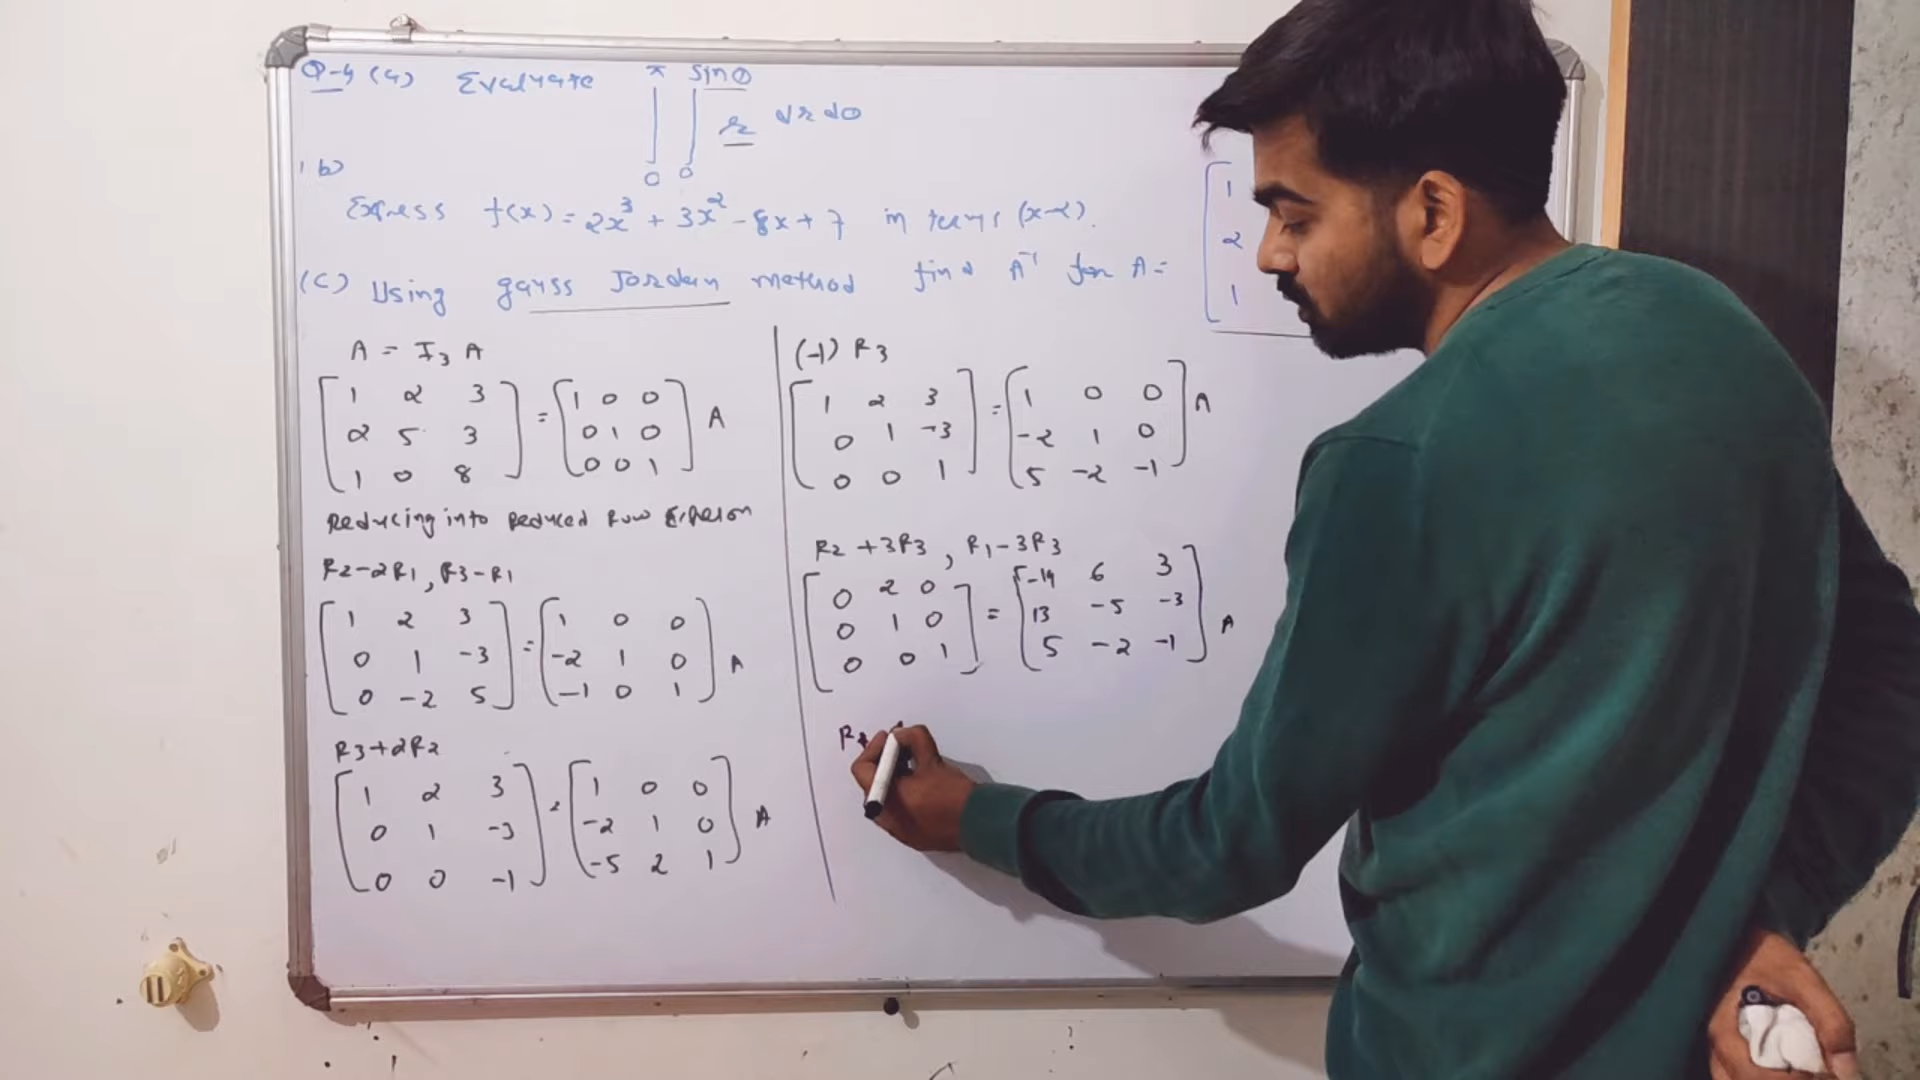 Q-4 (a) Evaluate ∫₀^π ∫₀^sinθ r dr dθ
(b)
Express f(x) = 2x³ + 3x² - 8x + 7 in terms (x-2).
(C) Using gauss Jordan method find A⁻¹ for A =
[1
2
1
A = I₃ A
[1 2 3] = [1 0 0] A
[2 5 3] [0 1 0]
[1 0 8] [0 0 1]
Reducing into Reduced Row
R2-2R1, R3-R1
[1 2 3] = [1 0 0]
[0 1 -3] [-2 1 0] A
[0 -2 5] [-1 0 1]
R3+2R2
[1 2 3] = [1 0 0]
[0 1 -3] [-2 1 0] A
[0 0 -1] [-5 2 1]
(-1) R3
[1 2 3] = [1 0 0] A
[0 1 -3] [-2 1 0]
[0 0 1] [5 -2 -1]
R2 + 3R3, R1-3R3
[0 2 0] [-14 6 3]
[0 1 0] = [13 -5 -3] A
[0 0 1] [5 -2 -1]